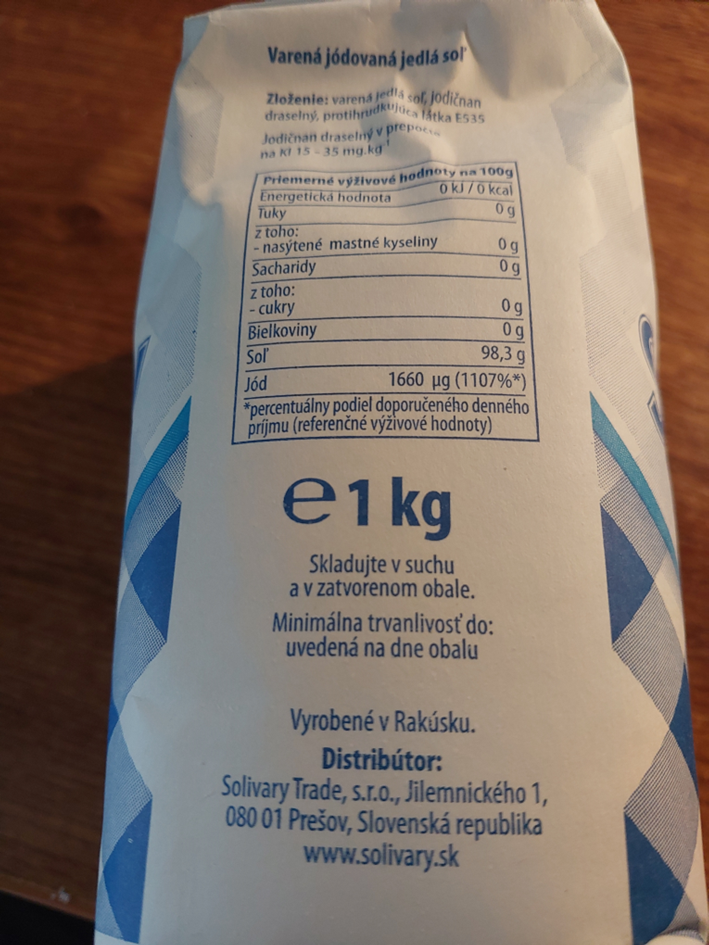 Varená jódovaná jedlá soľ
Zloženie: varená jedlá soľ, jodičnan
draselný, protihrudkujúca látka E535
Jodičnan draselný v prepočte
na KI 15 - 35 mg.kg⁻¹
Priemerné výživové hodnoty na 100g
Energetická hodnota 0 kJ / 0 kcal
Tuky 0 g
z toho:
- nasýtené mastné kyseliny 0 g
Sacharidy 0 g
z toho:
- cukry 0 g
Bielkoviny 0 g
Soľ 98,3 g
Jód 1660 µg (1107%*)
*percentuálny podiel doporučeného denného
príjmu (referenčné výživové hodnoty)
e 1 kg
Skladujte v suchu
a v zatvorenom obale.
Minimálna trvanlivosť do:
uvedená na dne obalu
Vyrobené v Rakúsku.
Distribútor:
Solivary Trade, s.r.o., Jilemnického 1,
080 01 Prešov, Slovenská republika
www.solivary.sk